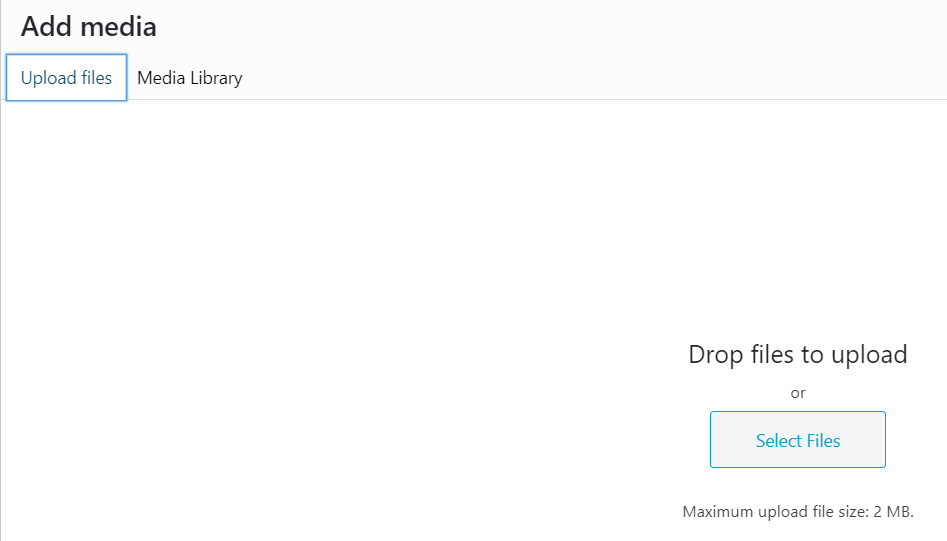 Add media
Upload files Media Library
Drop files to upload
or
Select Files
Maximum upload file size: 2 MB.